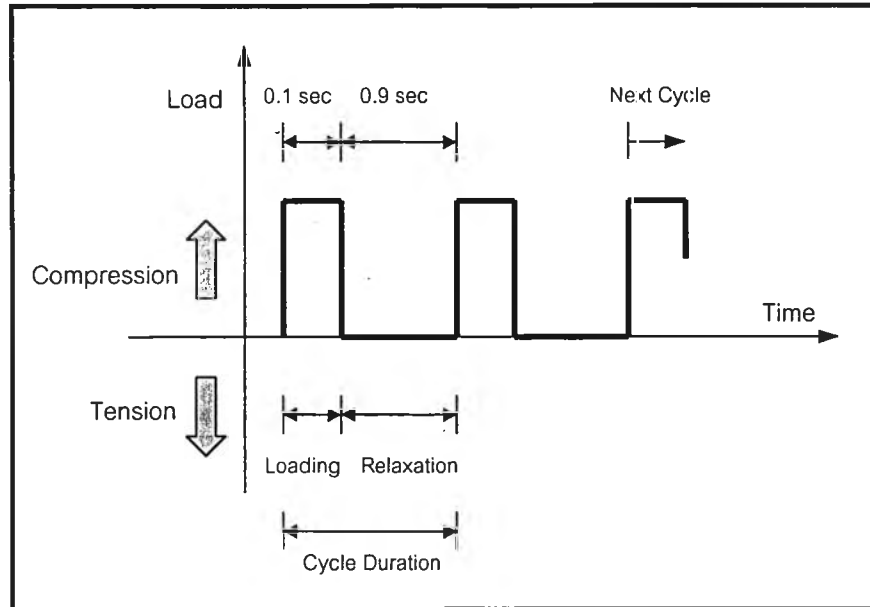 Load
0.1 sec
0.9 sec
Next Cycle
Compression
Time
Tension
Loading
Relaxation
Cycle Duration